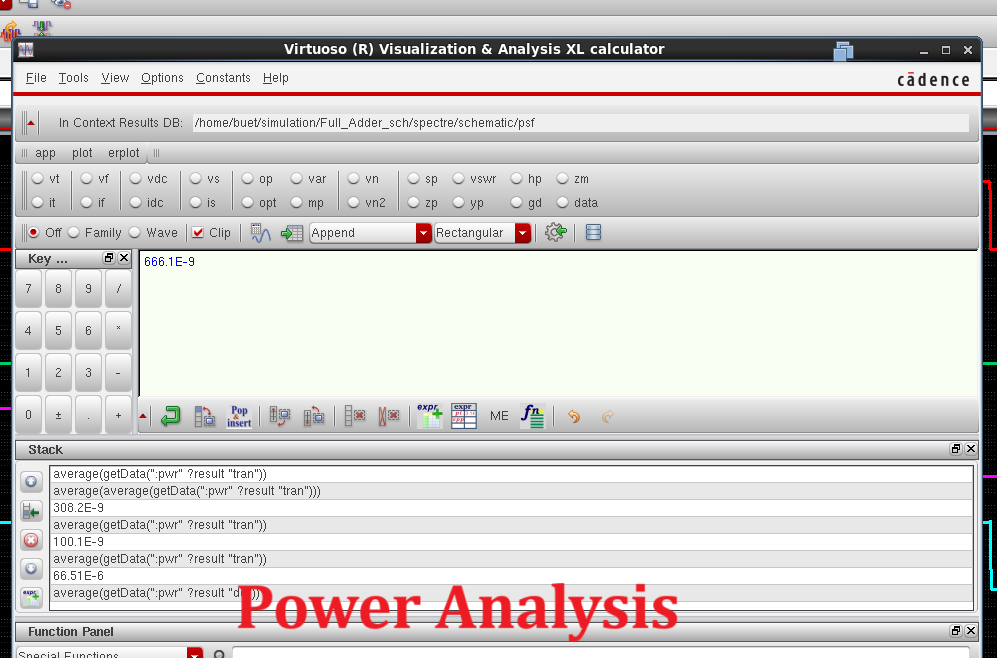 Virtuoso (R) Visualization & Analysis XL calculator
File Tools View Options Constants Help
cādence
In Context Results DB: /home/buet/simulation/Full_Adder_sch/spectre/schematic/psf
app plot erplot
vt vf vdc vs op var vn sp vswr hp zm
it if idc is opt mp vn2 zp yp gd data
Off Family Wave Clip Append Rectangular
Key ...
666.1E-9
7 8 9 /
4 5 6 *
1 2 3 -
0 ± . +
Pop & insert
expr
expr
ME
fn
Stack
average(getData(":pwr" ?result "tran"))
average(average(getData(":pwr" ?result "tran")))
308.2E-9
average(getData(":pwr" ?result "tran"))
100.1E-9
average(getData(":pwr" ?result "tran"))
66.51E-6
expr
average(getData(":pwr" ?result
Power Analysis
Function Panel
Special Functions